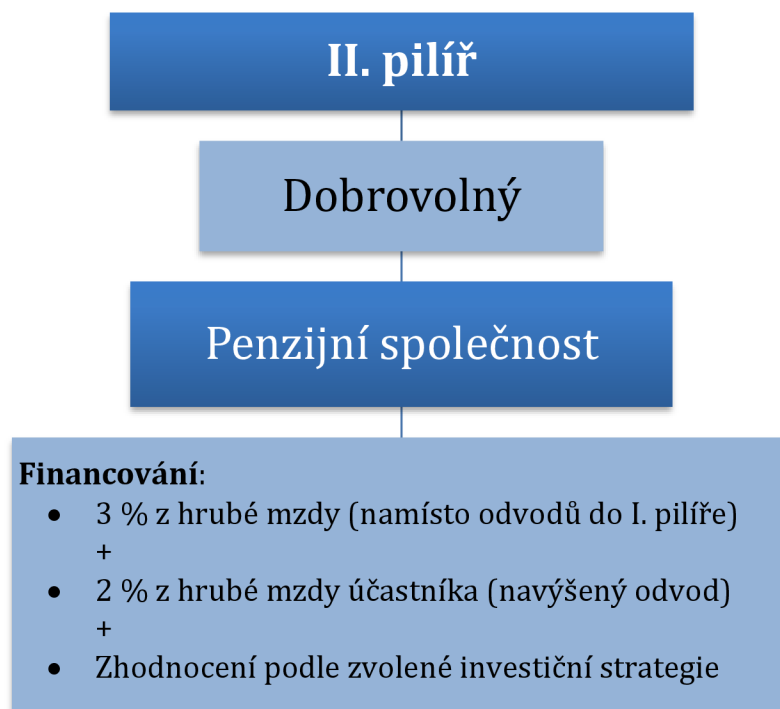 II. pilíř
Dobrovolný
Penzijní společnost
Financování:
• 3 % z hrubé mzdy (namísto odvodů do I. pilíře)
+
• 2 % z hrubé mzdy účastníka (navýšený odvod)
+
• Zhodnocení podle zvolené investiční strategie